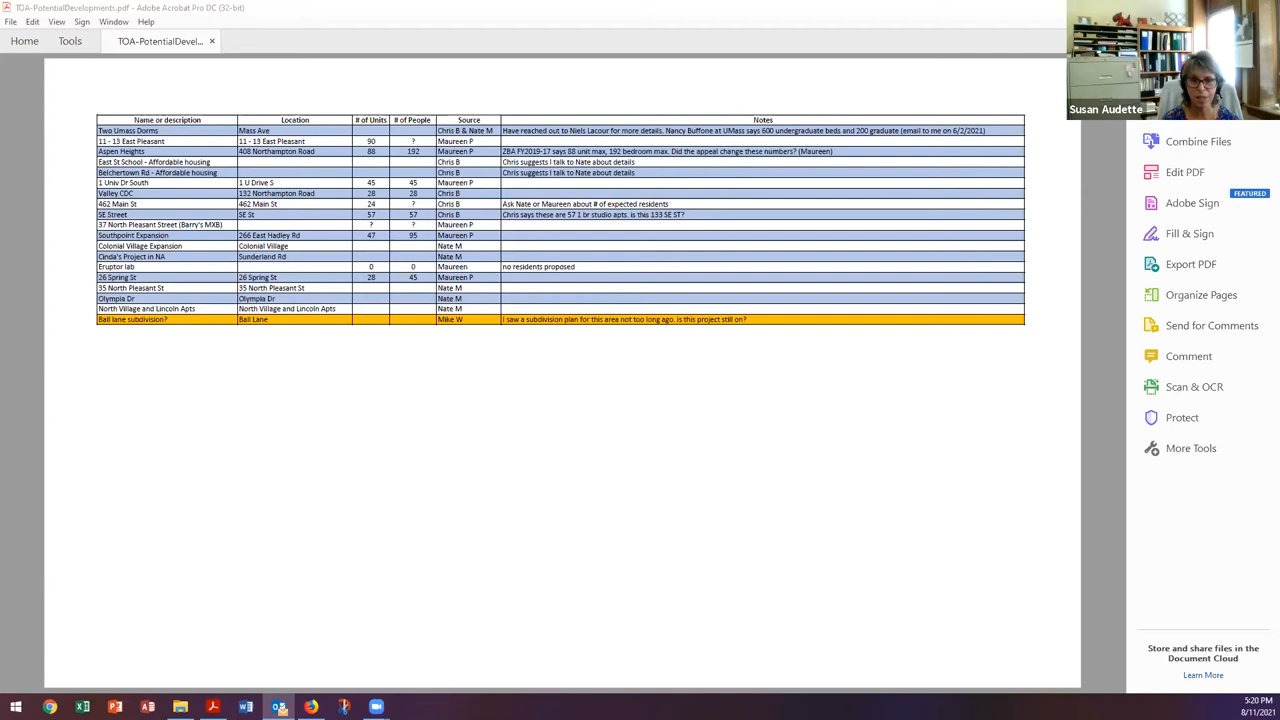 TOA-PotentialDevelopments.pdf - Adobe Acrobat Pro DC (32-bit)
File Edit View Sign Window Help
Home Tools TOA-PotentialDevel... ×
Susan Audette
Name or description Location # of Units # of People Source Notes
Two Umass Dorms Mass Ave Chris B & Nate M Have reached out to Niels Lacour for more details. Nancy Buffone at UMass says 600 undergraduate beds and 200 graduate (email to me on 6/2/2021)
11 - 13 East Pleasant 11 - 13 East Pleasant 90 ? Maureen P
Aspen Heights 408 Northampton Road 88 192 Maureen P ZBA FY2019-17 says 88 unit max, 192 bedroom max. Did the appeal change these numbers? (Maureen)
East St School - Affordable housing Chris B Chris suggests I talk to Nate about details
Belchertown Rd - Affordable housing Chris B Chris suggests I talk to Nate about details
1 Univ Dr South 1 U Drive S 45 45 Maureen P
Valley CDC 132 Northampton Road 28 28 Chris B
462 Main St 462 Main St 24 ? Chris B Ask Nate or Maureen about # of expected residents
SE Street SE St 57 57 Chris B Chris says these are 57 1 br studio apts. is this 133 SE ST?
37 North Pleasant Street (Barry's MXB) ? ? Maureen P
Southpoint Expansion 266 East Hadley Rd 47 95 Maureen P
Colonial Village Expansion Colonial Village Nate M
Cinda's Project in NA Sunderland Rd Nate M
Eruptor lab 0 0 Maureen no residents proposed
26 Spring St 26 Spring St 28 45 Maureen P
35 North Pleasant St 35 North Pleasant St Nate M
Olympia Dr Olympia Dr Nate M
North Village and Lincoln Apts North Village and Lincoln Apts Nate M
Ball lane subdivision? Ball Lane Mike W I saw a subdivision plan for this area not too long ago. is this project still on?
Combine Files
Edit PDF
FEATURED
Adobe Sign
Fill & Sign
Export PDF
Organize Pages
Send for Comments
Comment
Scan & OCR
Protect
More Tools
Store and share files in the
Document Cloud
Learn More
5:20 PM
8/11/2021